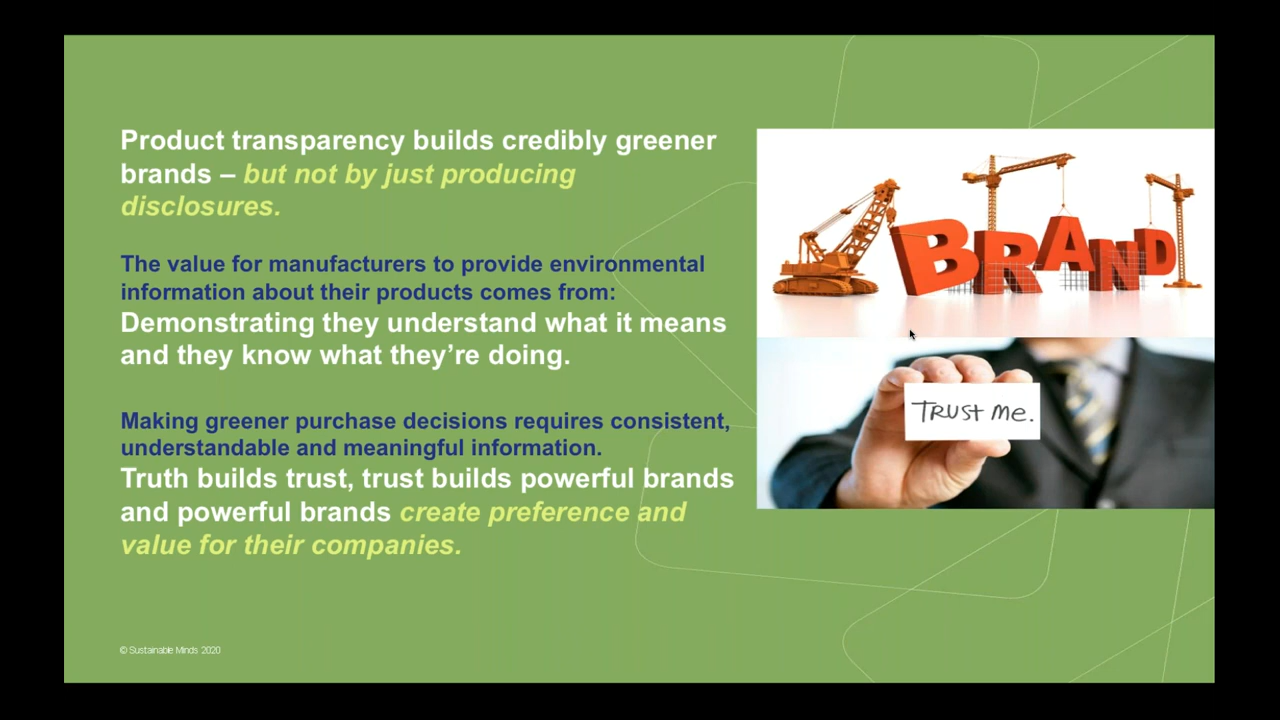 Product transparency builds credibly greener
brands – but not by just producing
disclosures.
The value for manufacturers to provide environmental
information about their products comes from:
Demonstrating they understand what it means
and they know what they’re doing.
Making greener purchase decisions requires consistent,
understandable and meaningful information.
Truth builds trust, trust builds powerful brands
and powerful brands create preference and
value for their companies.
BRAND
TRUST me.
© Sustainable Minds 2020